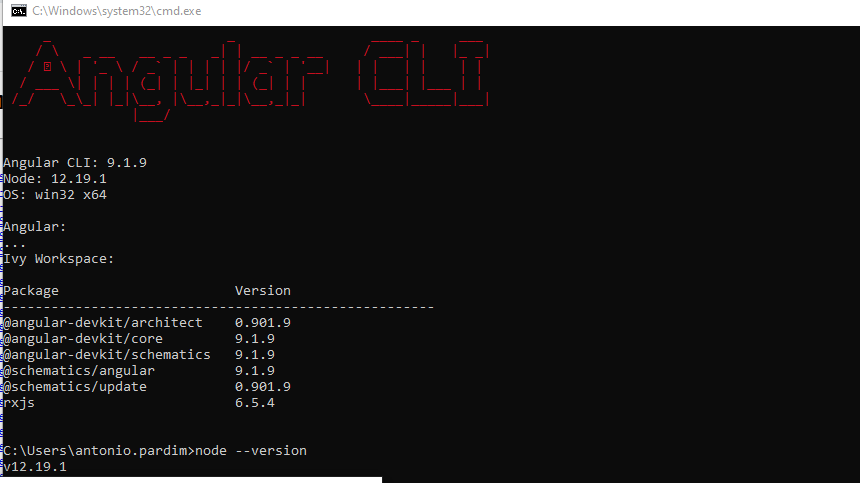 C:\Windows\system32\cmd.exe
Angular CLI
Angular CLI: 9.1.9
Node: 12.19.1
OS: win32 x64
Angular:
...
Ivy Workspace:
Package Version
------------------------------------------------------
@angular-devkit/architect 0.901.9
@angular-devkit/core 9.1.9
@angular-devkit/schematics 9.1.9
@schematics/angular 9.1.9
@schematics/update 0.901.9
rxjs 6.5.4
C:\Users\antonio.pardim>node --version
v12.19.1